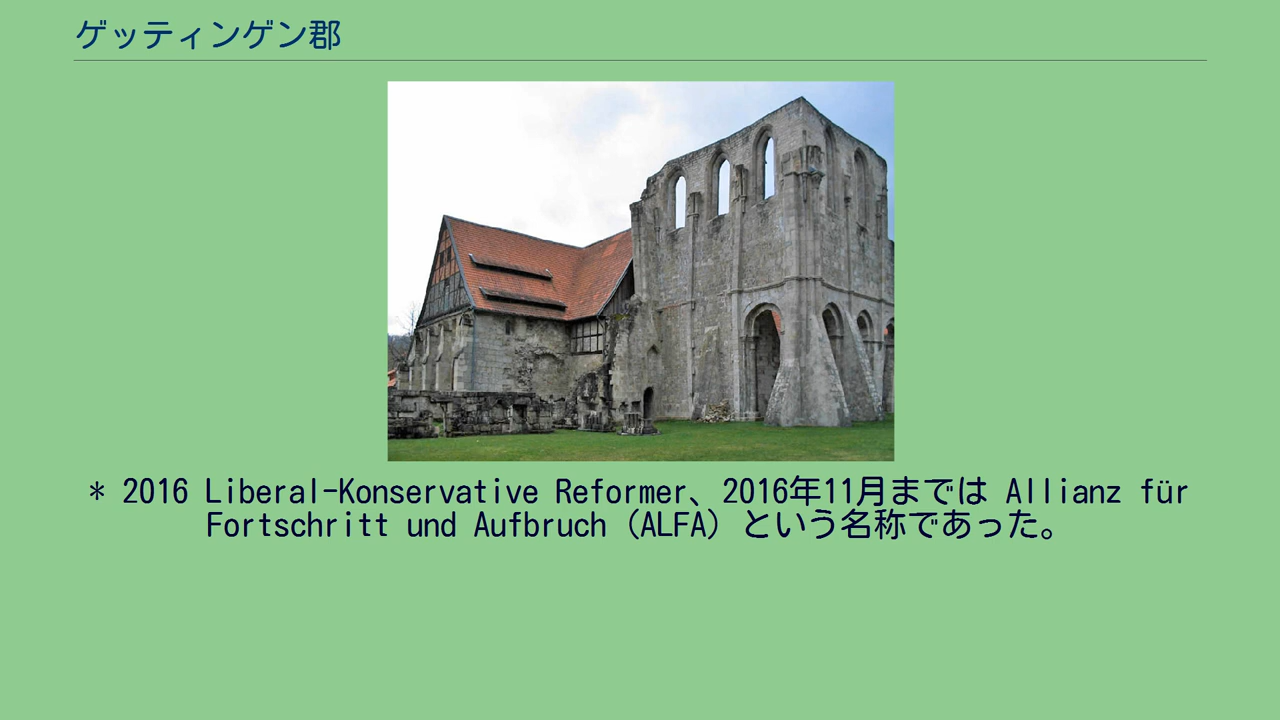 ゲッティンゲン郡
* 2016 Liberal-Konservative Reformer、2016年11月までは Allianz für
Fortschritt und Aufbruch (ALFA) という名称であった。